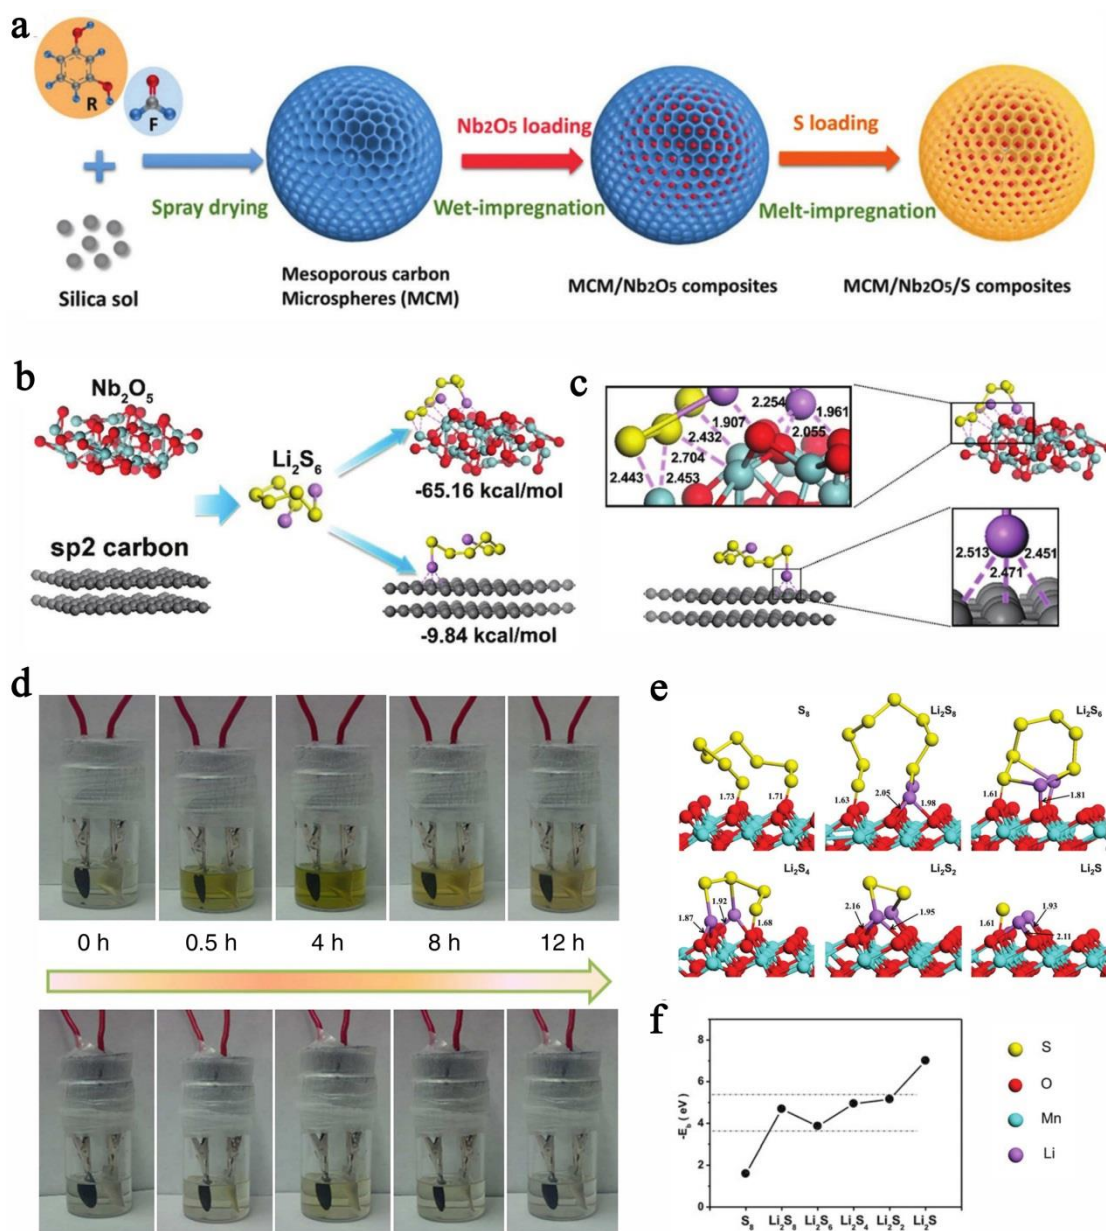 a
R
F
Silica sol
Spray drying
Mesoporous carbon
Microspheres (MCM)
Nb2O5 loading
Wet-impregnation
MCM/Nb2O5 composites
S loading
Melt-impregnation
MCM/Nb2O5/S composites
b
Nb₂O₅
sp2 carbon
Li₂S₆
-65.16 kcal/mol
-9.84 kcal/mol
c
2.254
1.961
1.907
2.055
2.432
2.704
2.443
2.453
2.513
2.451
2.471
d
0 h
0.5 h
4 h
8 h
12 h
e
S₈
1.73
1.71
Li₂S₈
1.63
2.05
1.98
Li₂S₆
1.61
1.81
Li₂S₄
1.87
1.92
1.68
Li₂S₂
2.16
1.95
Li₂S
1.61
1.93
2.11
f
-E_b (eV)
8
6
4
2
0
S₈
Li₂S₈
Li₂S₆
Li₂S₄
Li₂S₂
Li₂S
S
O
Mn
Li